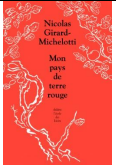 Nicolas
Girard-
Michelotti
Mon
pays
de
terre
rouge